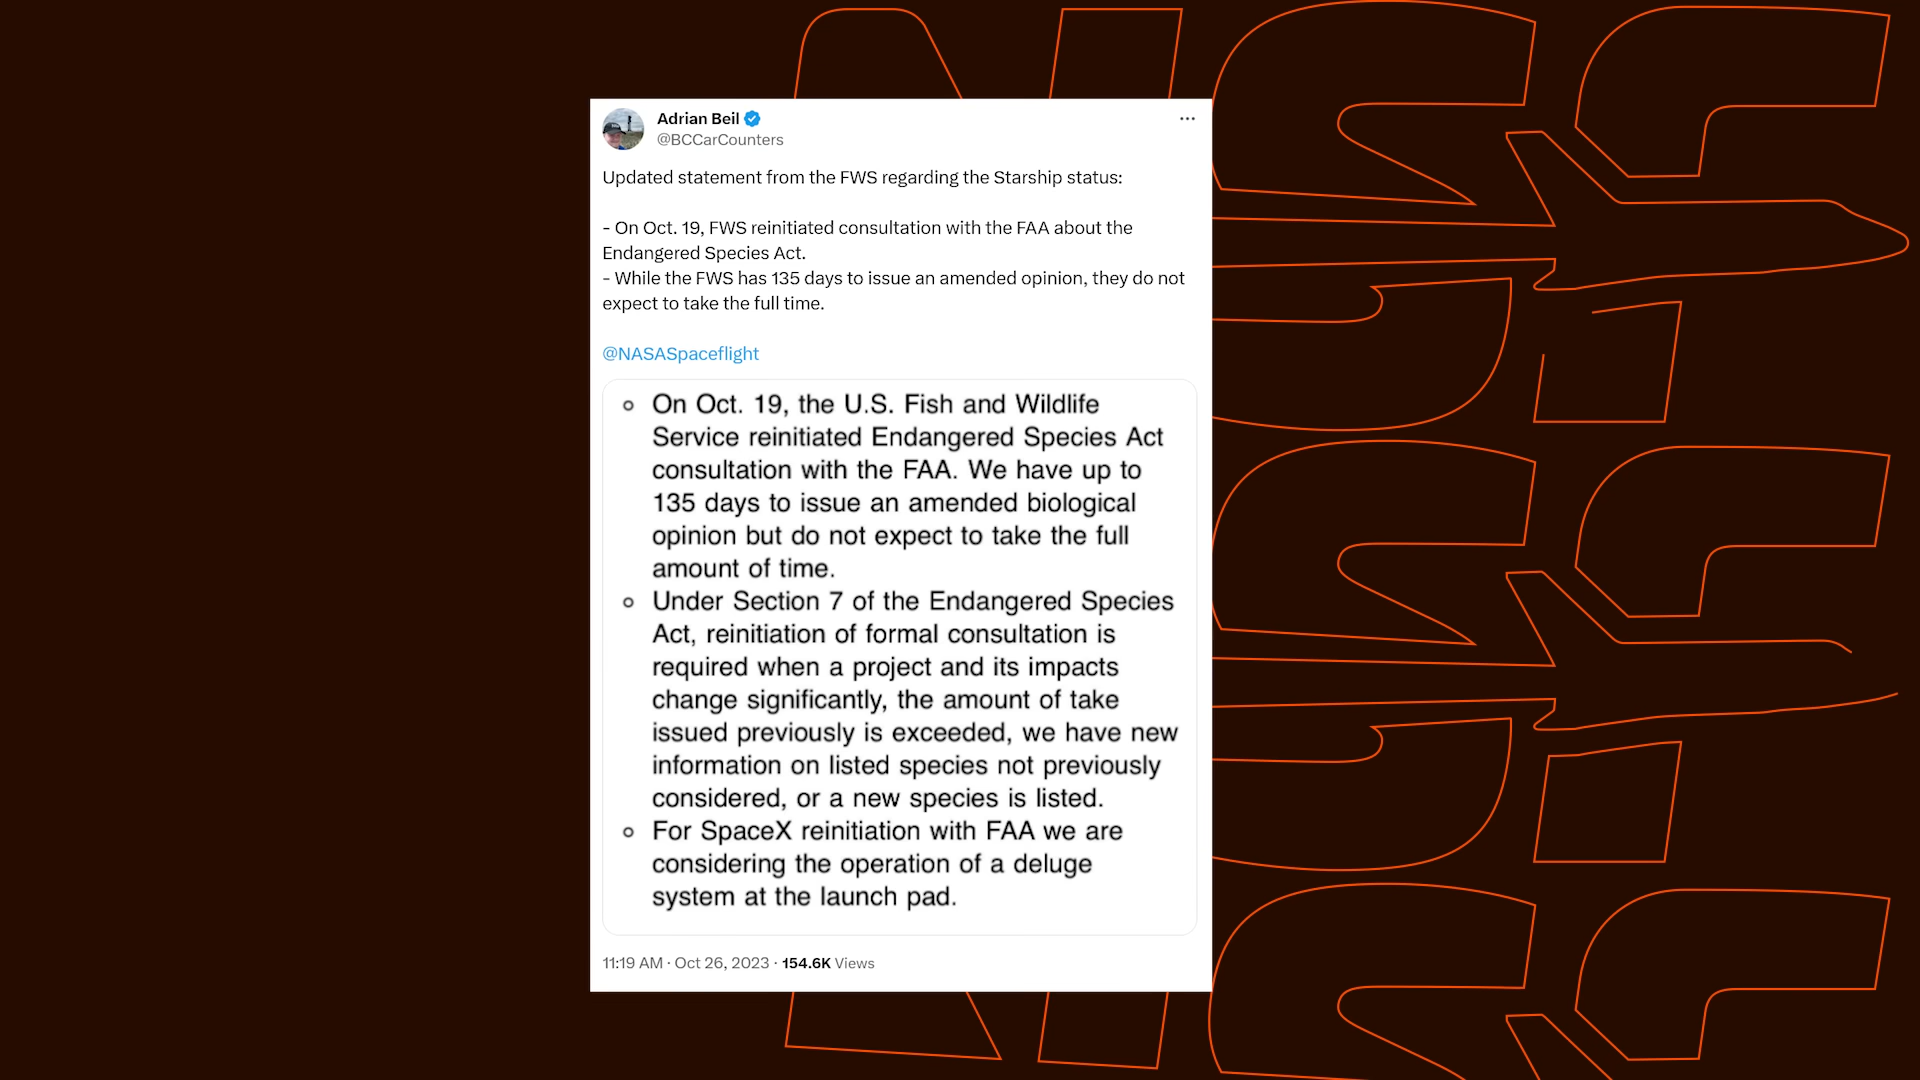 Adrian Beil
@BCCarCounters
Updated statement from the FWS regarding the Starship status:
- On Oct. 19, FWS reinitiated consultation with the FAA about the
Endangered Species Act.
- While the FWS has 135 days to issue an amended opinion, they do not
expect to take the full time.
@NASASpaceflight
On Oct. 19, the U.S. Fish and Wildlife
Service reinitiated Endangered Species Act
consultation with the FAA. We have up to
135 days to issue an amended biological
opinion but do not expect to take the full
amount of time.
Under Section 7 of the Endangered Species
Act, reinitiation of formal consultation is
required when a project and its impacts
change significantly, the amount of take
issued previously is exceeded, we have new
information on listed species not previously
considered, or a new species is listed.
For SpaceX reinitiation with FAA we are
considering the operation of a deluge
system at the launch pad.
11:19 AM · Oct 26, 2023 · 154.6K Views